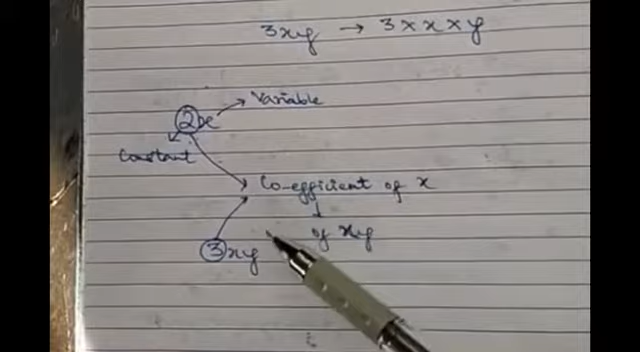 3xy → 3 × x × y
2x → Variable
Constant
Co-efficient of x
↓
of xy
3xy